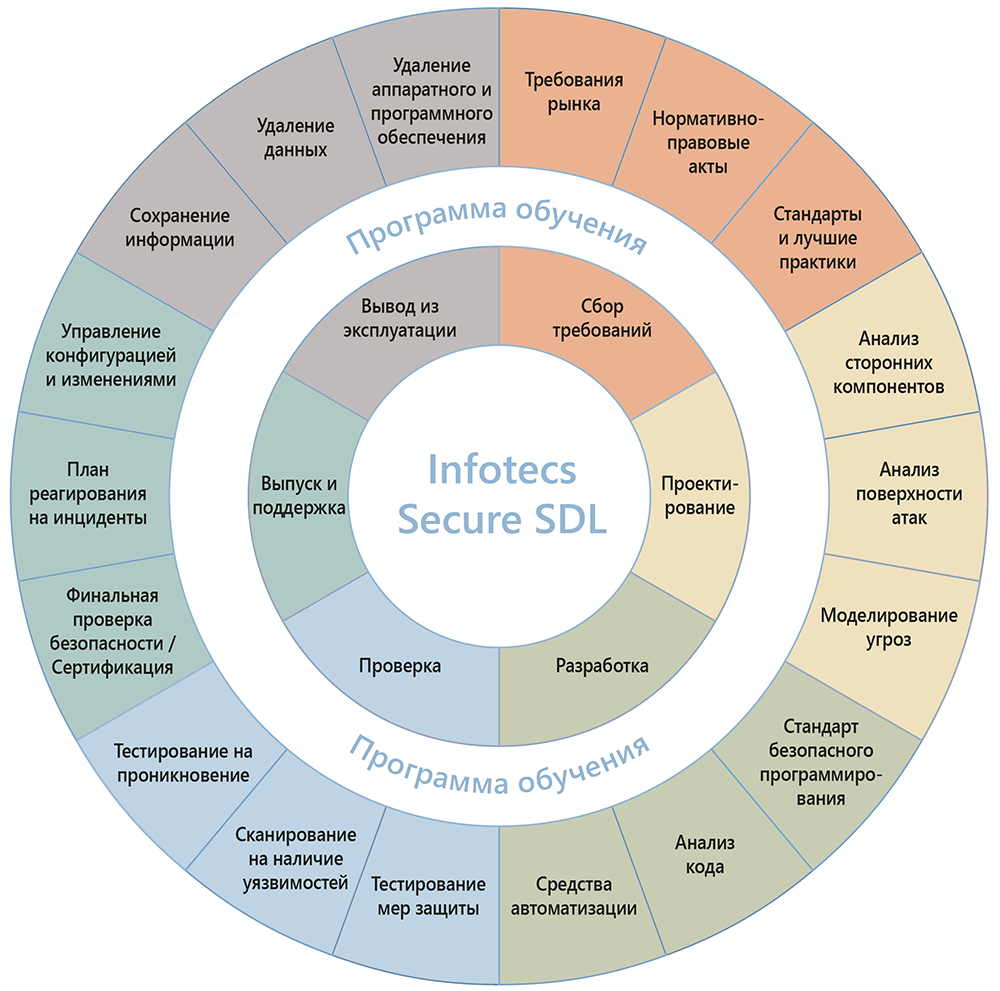 Требования
рынка
Нормативно-
правовые
акты
Стандарты
и лучшие
практики
Анализ
сторонних
компонентов
Анализ
поверхности
атак
Моделирование
угроз
Стандарт
безопасного
программиро-
вания
Анализ
кода
Средства
автоматизации
Тестирование
мер защиты
Сканирование
на наличие
уязвимостей
Тестирование на
проникновение
Финальная
проверка
безопасности /
Сертификация
План
реагирования
на инциденты
Управление
конфигурацией
и изменениями
Сохранение
информации
Удаление
данных
Удаление
аппаратного и
программного
обеспечения
Программа обучения
Сбор
требований
Проекти-
рование
Разработка
Проверка
Выпуск и
поддержка
Вывод из
эксплуатации
Infotecs
Secure SDL
Программа обучения